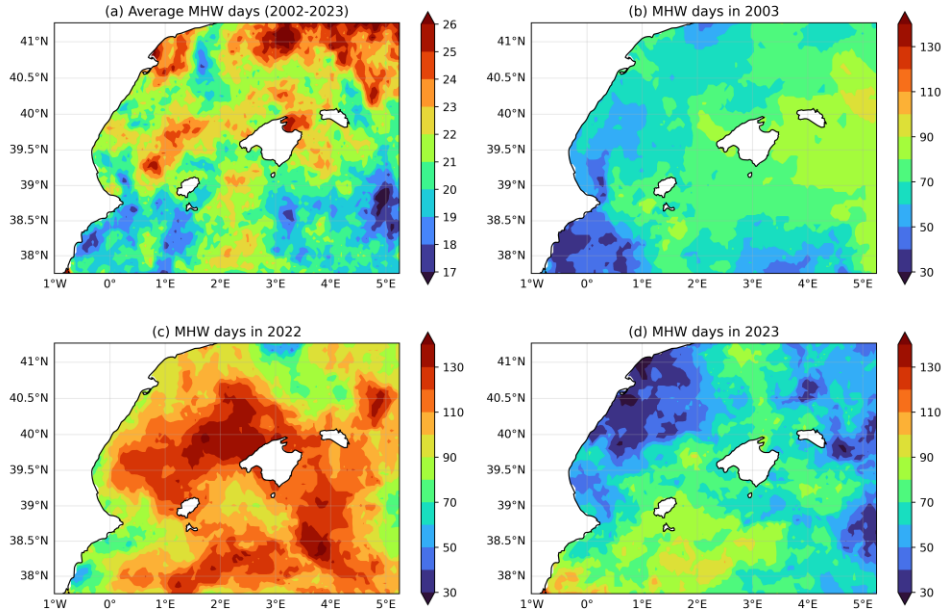 (a) Average MHW days (2002-2023)
41°N
40.5°N
40°N
39.5°N
39°N
38.5°N
38°N
1°W 0° 1°E 2°E 3°E 4°E 5°E
26
25
24
23
22
21
20
19
18
17
(b) MHW days in 2003
41°N
40.5°N
40°N
39.5°N
39°N
38.5°N
38°N
1°W 0° 1°E 2°E 3°E 4°E 5°E
130
110
90
70
50
30
(c) MHW days in 2022
41°N
40.5°N
40°N
39.5°N
39°N
38.5°N
38°N
1°W 0° 1°E 2°E 3°E 4°E 5°E
130
110
90
70
50
30
(d) MHW days in 2023
41°N
40.5°N
40°N
39.5°N
39°N
38.5°N
38°N
1°W 0° 1°E 2°E 3°E 4°E 5°E
130
110
90
70
50
30